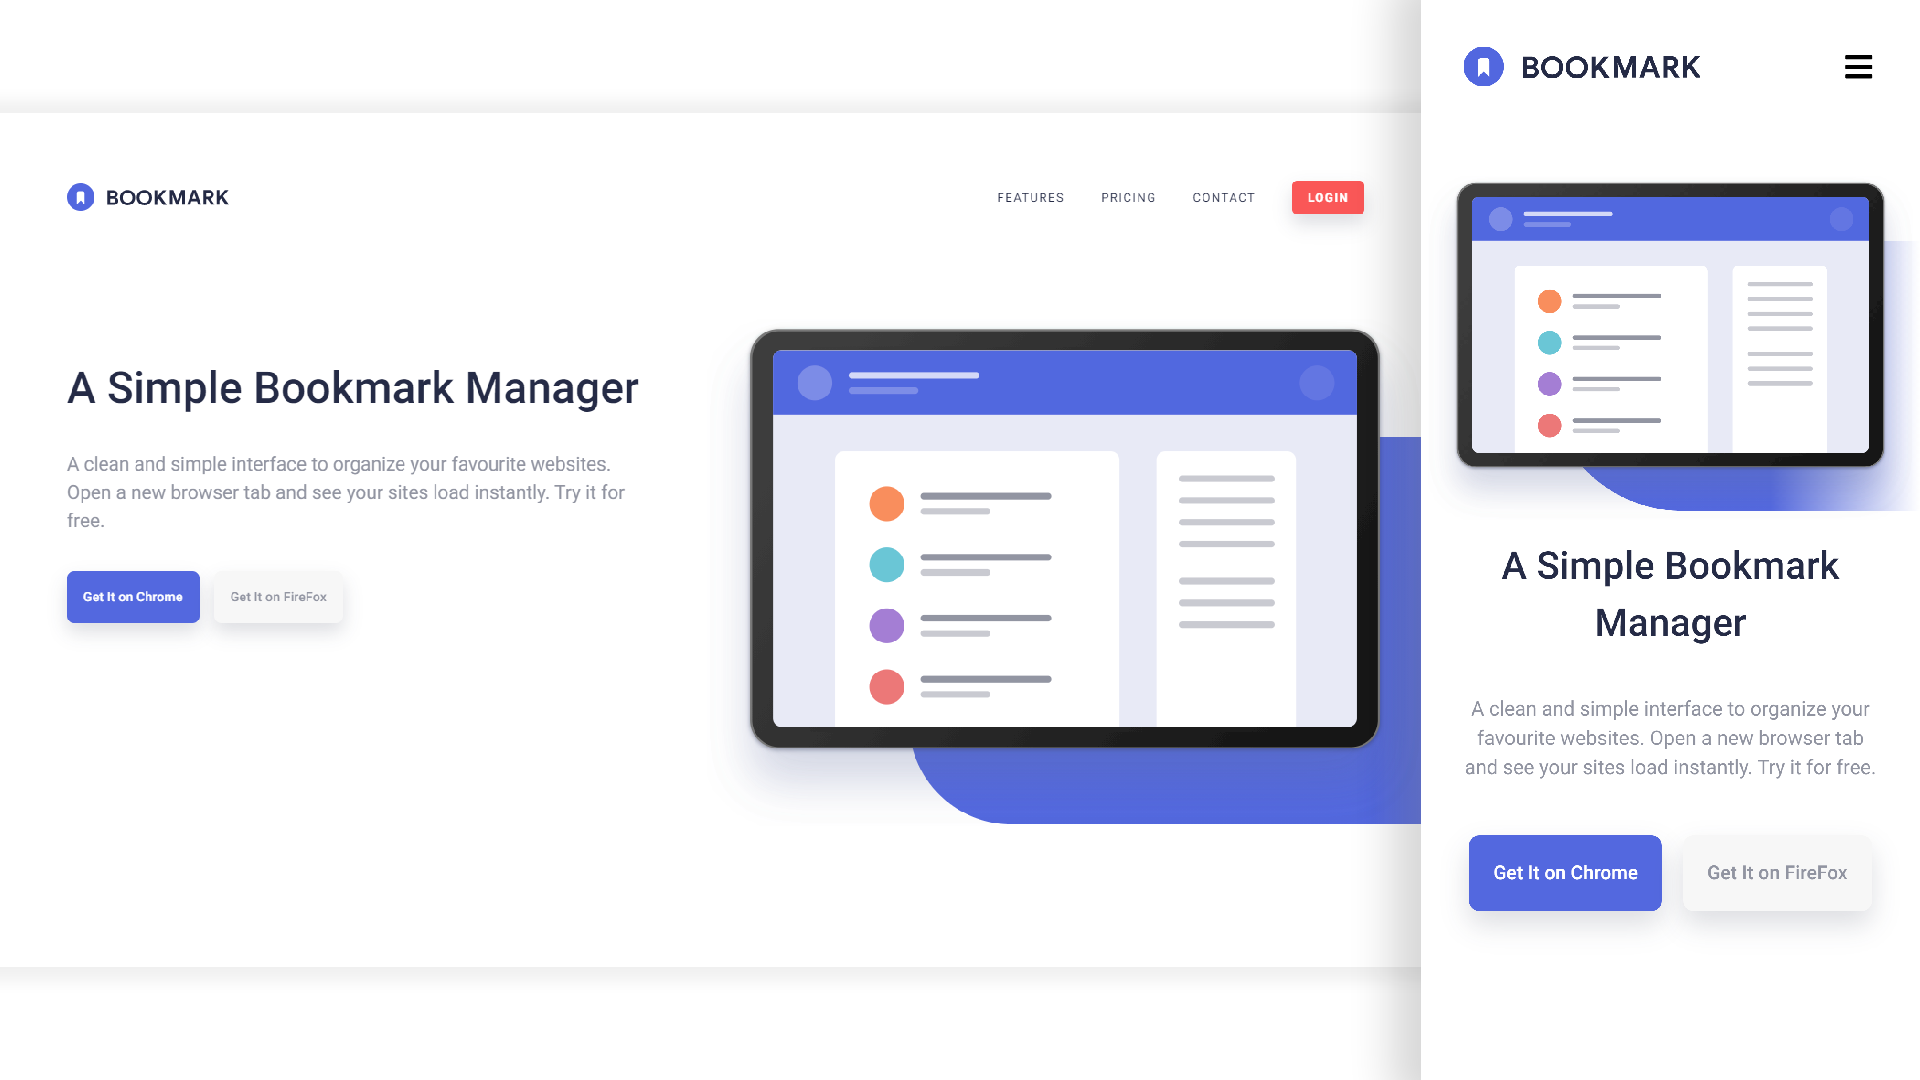 BOOKMARK
FEATURES PRICING CONTACT LOGIN
A Simple Bookmark Manager
A clean and simple interface to organize your favourite websites.
Open a new browser tab and see your sites load instantly. Try it for
free.
Get It on Chrome Get It on FireFox
BOOKMARK
A Simple Bookmark
Manager
A clean and simple interface to organize your
favourite websites. Open a new browser tab
and see your sites load instantly. Try it for free.
Get It on Chrome Get It on FireFox